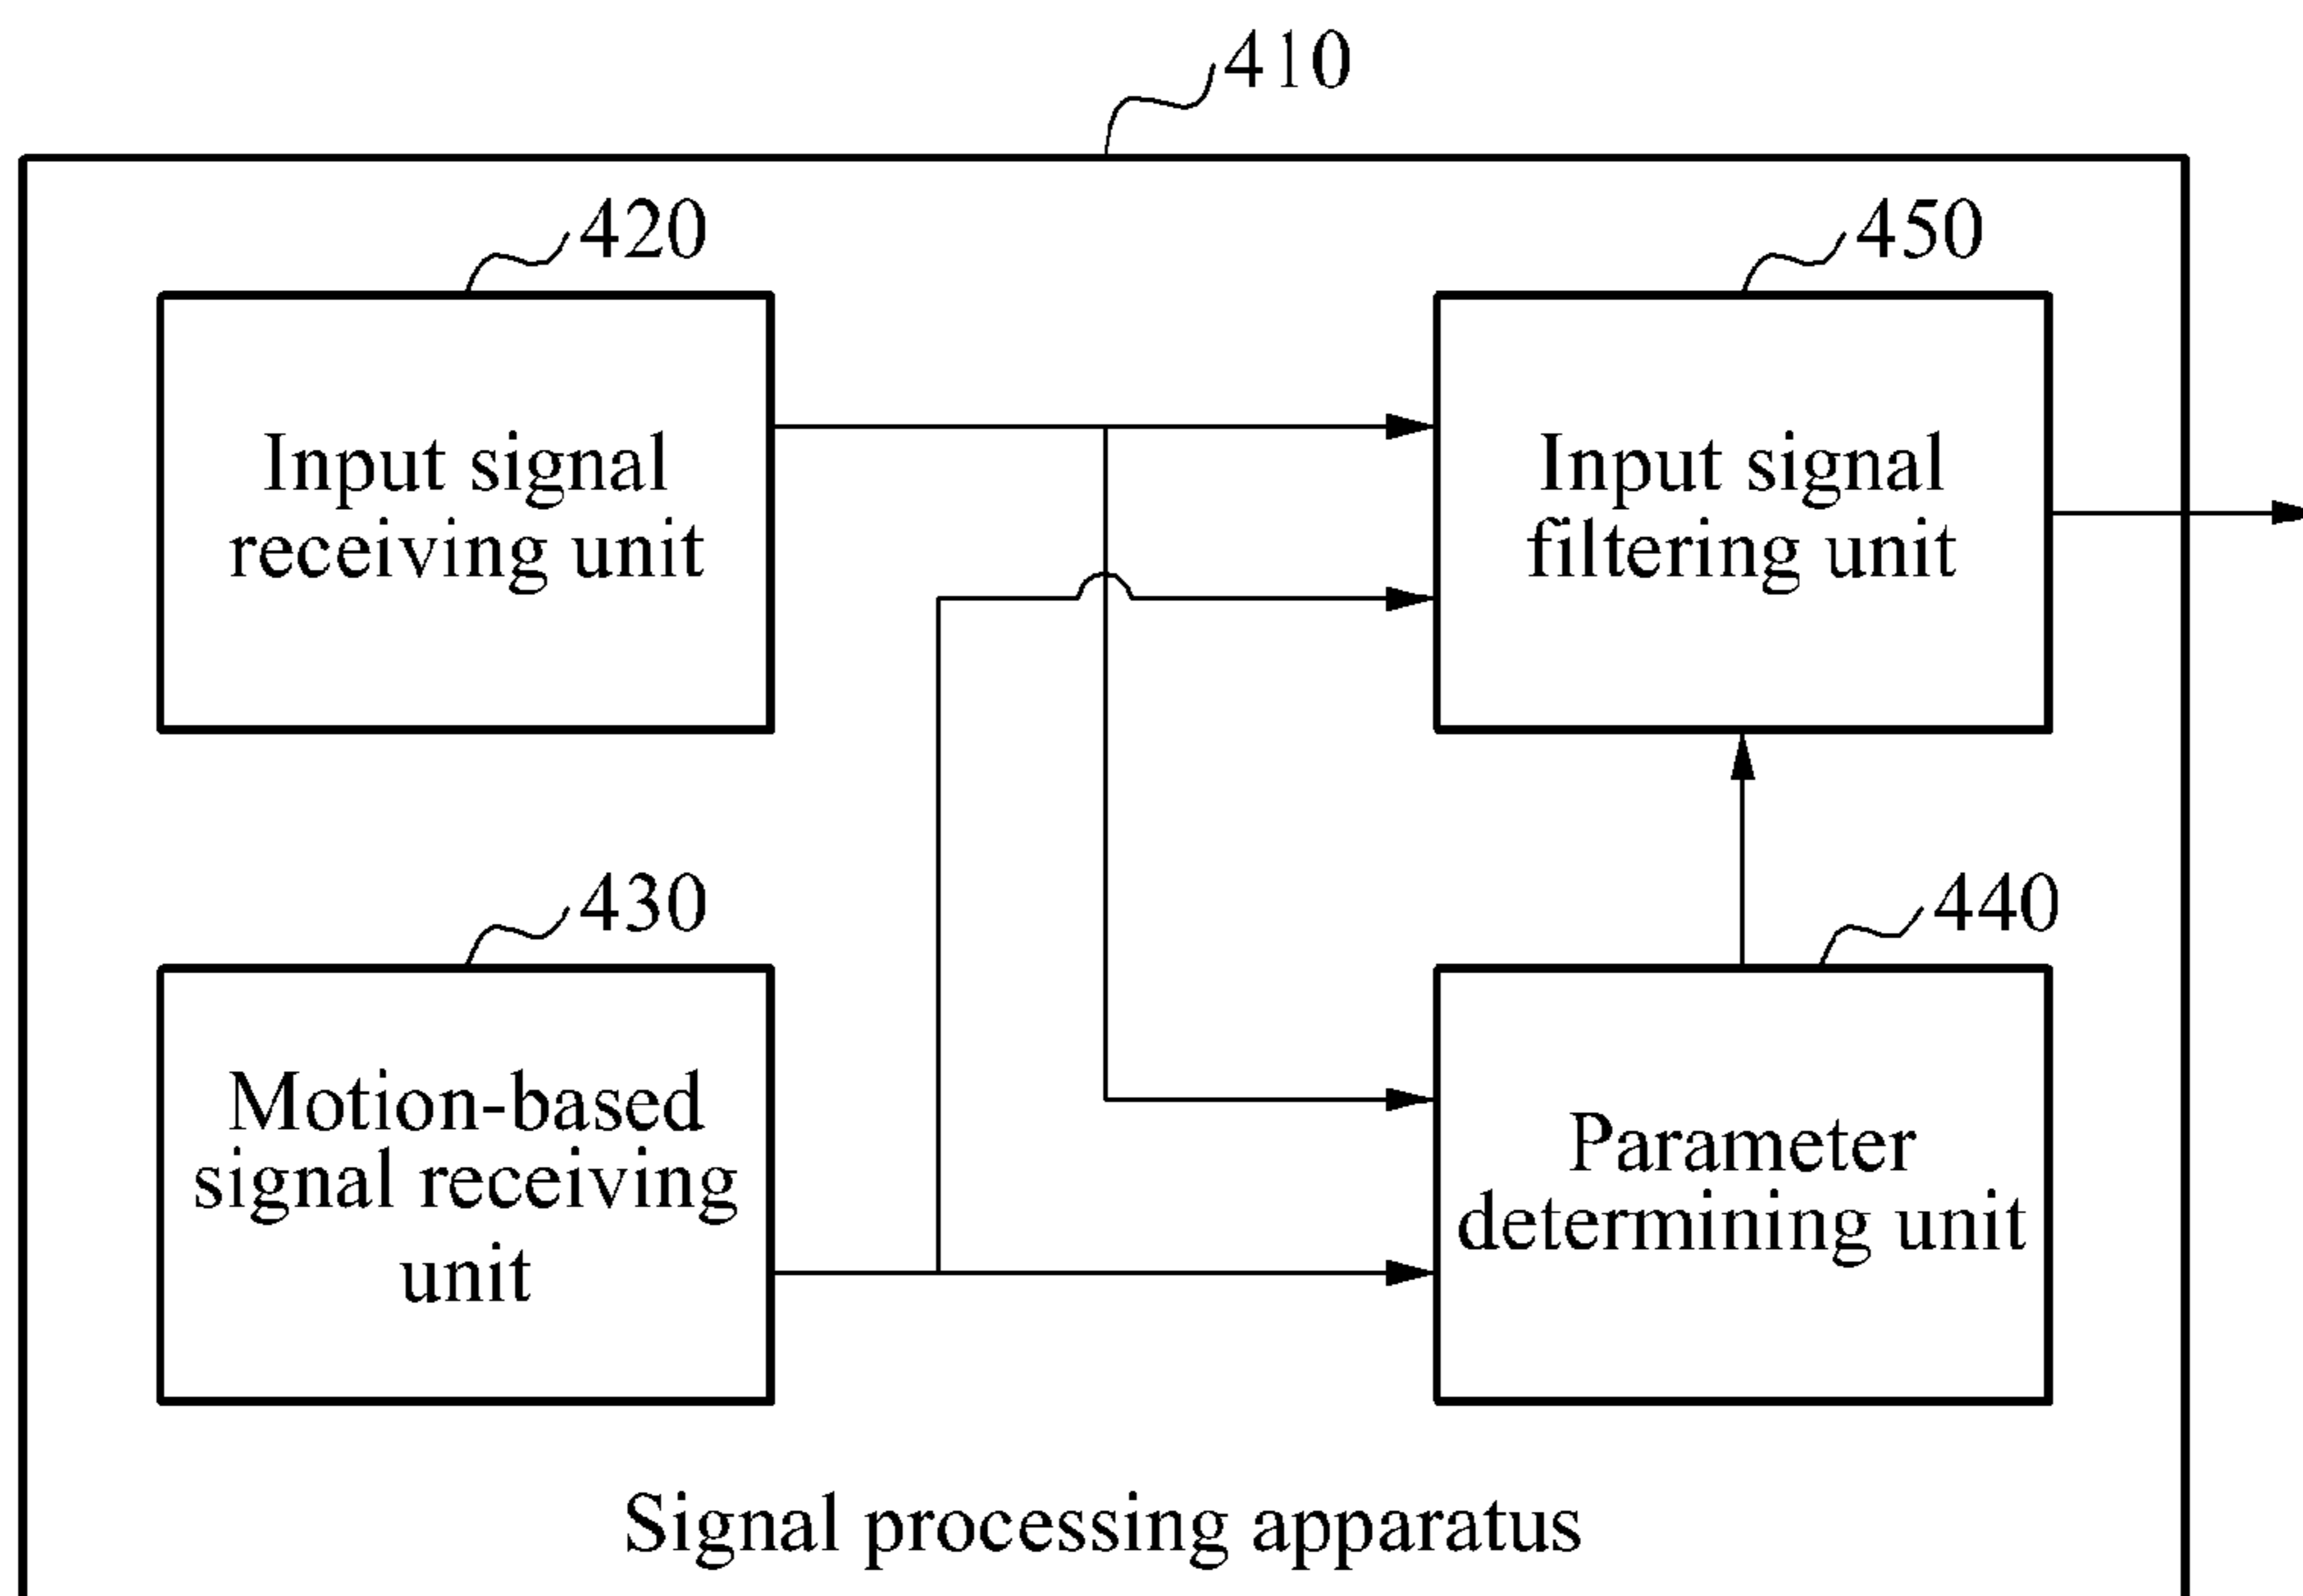 410
420
450
Input signal
receiving unit
Input signal
filtering unit
430
440
Motion-based
signal receiving
unit
Parameter
determining unit
Signal processing apparatus